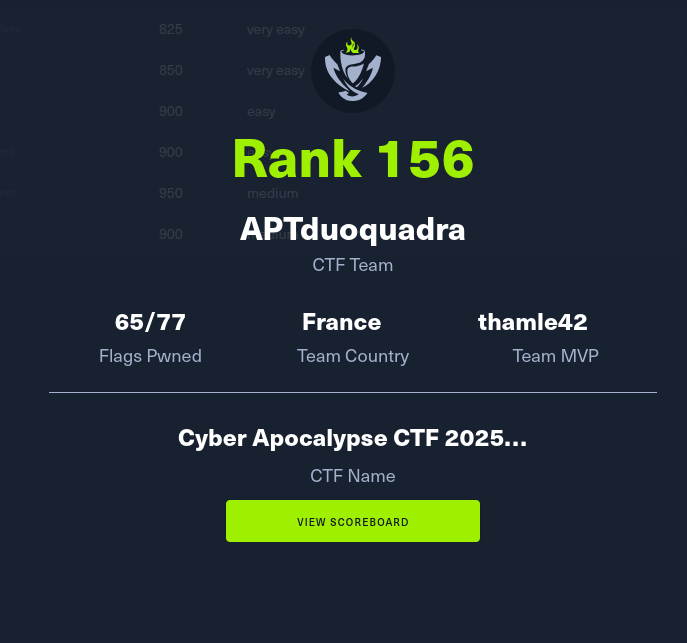 825 very easy
850 very easy
900 easy
Rank 156
900
950 medium
APTduoquadra
900
CTF Team
65/77 France thamle42
Flags Pwned Team Country Team MVP
Cyber Apocalypse CTF 2025...
CTF Name
VIEW SCOREBOARD